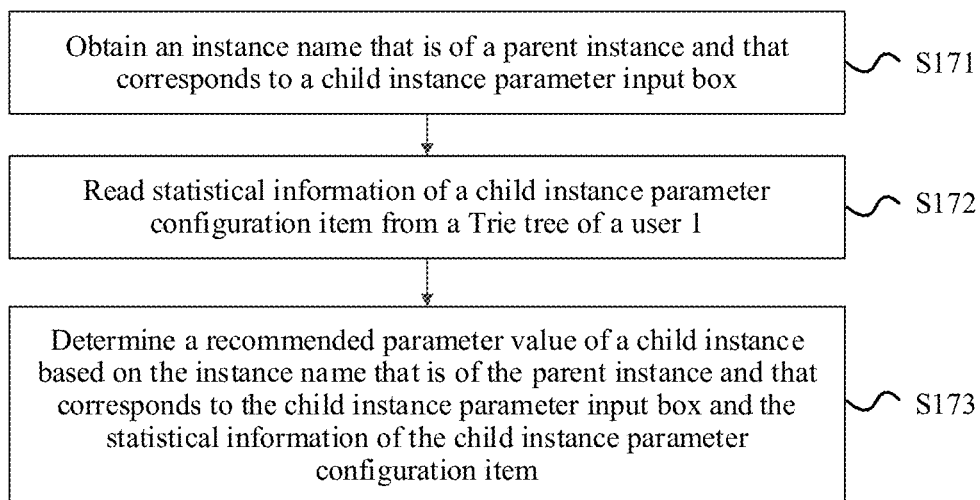 Obtain an instance name that is of a parent instance and that
corresponds to a child instance parameter input box
S171
Read statistical information of a child instance parameter
configuration item from a Trie tree of a user 1
S172
Determine a recommended parameter value of a child instance
based on the instance name that is of the parent instance and that
corresponds to the child instance parameter input box and the
statistical information of the child instance parameter
configuration item
S173